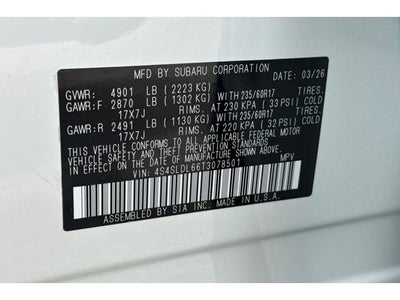 MFD BY SUBARU CORPORATION DATE: 03/26
GVWR: 4901 LB (2223 KG)
GAWR:F 2870 LB (1302 KG) WITH 235/60R17 TIRES.
17X7J RIMS. AT 230 KPA (33 PSI) COLD
GAWR:R 2491 LB (1130 KG) WITH 235/60R17 TIRES.
17X7J RIMS. AT 220 KPA (32 PSI) COLD
THIS VEHICLE CONFORMS TO ALL APPLICABLE FEDERAL MOTOR
VEHICLE SAFETY, BUMPER, AND THEFT PREVENTION STANDARDS
IN EFFECT ON THE DATE OF MANUFACTURE SHOWN ABOVE.
VIN: 4S4SLDL66T3078501 MPV
ASSEMBLED BY SIA INC. MADE IN U.S.A.